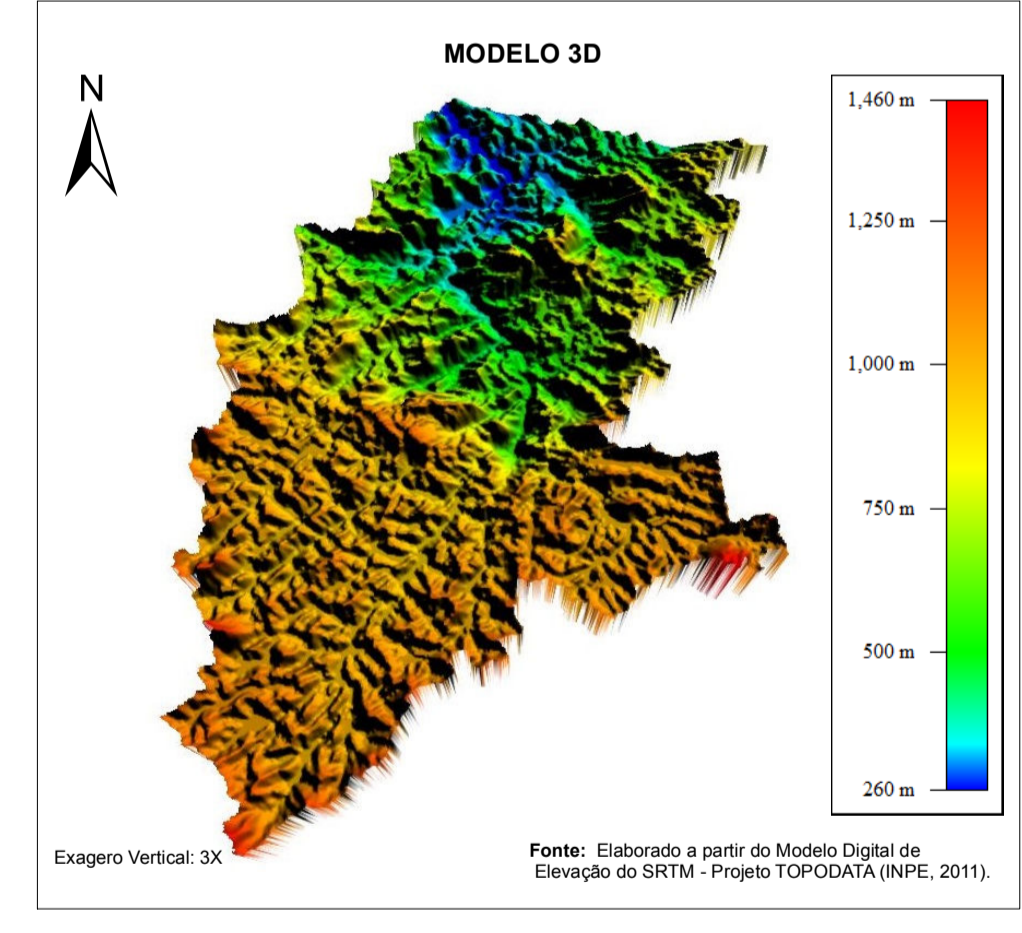 MODELO 3D
N
1,460 m
1,250 m
1,000 m
750 m
500 m
260 m
Exagero Vertical: 3X
Fonte: Elaborado a partir do Modelo Digital de
Elevação do SRTM - Projeto TOPODATA (INPE, 2011).